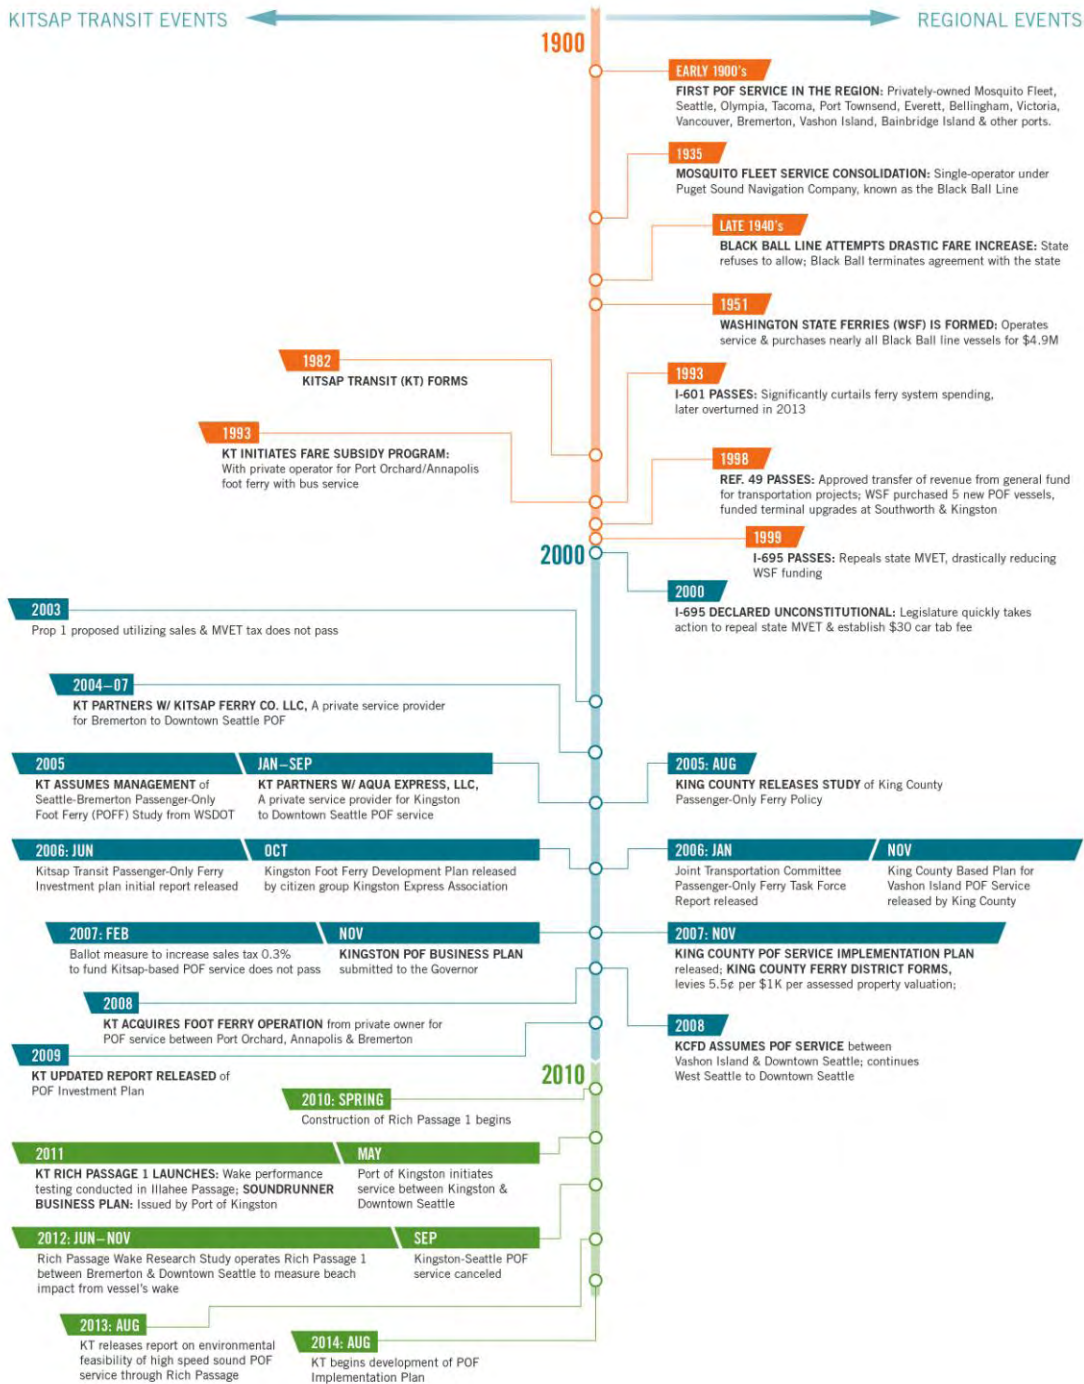 KITSAP TRANSIT EVENTS
REGIONAL EVENTS
1900
EARLY 1900's
FIRST POF SERVICE IN THE REGION: Privately-owned Mosquito Fleet,
Seattle, Olympia, Tacoma, Port Townsend, Everett, Bellingham, Victoria,
Vancouver, Bremerton, Vashon Island, Bainbridge Island & other ports.
1935
MOSQUITO FLEET SERVICE CONSOLIDATION: Single-operator under
Puget Sound Navigation Company, known as the Black Ball Line
LATE 1940's
BLACK BALL LINE ATTEMPTS DRASTIC FARE INCREASE: State
refuses to allow; Black Ball terminates agreement with the state
1951
WASHINGTON STATE FERRIES (WSF) IS FORMED: Operates
service & purchases nearly all Black Ball line vessels for $4.9M
1982
KITSAP TRANSIT (KT) FORMS
1993
I-601 PASSES: Significantly curtails ferry system spending,
later overturned in 2013
1993
KT INITIATES FARE SUBSIDY PROGRAM:
With private operator for Port Orchard/Annapolis
foot ferry with bus service
1998
REF. 49 PASSES: Approved transfer of revenue from general fund
for transportation projects; WSF purchased 5 new POF vessels,
funded terminal upgrades at Southworth & Kingston
1999
I-695 PASSES: Repeals state MVET, drastically reducing
WSF funding
2000
2000
I-695 DECLARED UNCONSTITUTIONAL: Legislature quickly takes
action to repeal state MVET & establish $30 car tab fee
2003
Prop 1 proposed utilizing sales & MVET tax does not pass
2004–07
KT PARTNERS W/ KITSAP FERRY CO. LLC, A private service provider
for Bremerton to Downtown Seattle POF
2005
KT ASSUMES MANAGEMENT of
Seattle-Bremerton Passenger-Only
Foot Ferry (POFF) Study from WSDOT
JAN–SEP
KT PARTNERS W/ AQUA EXPRESS, LLC,
A private service provider for Kingston
to Downtown Seattle POF service
2005: AUG
KING COUNTY RELEASES STUDY of King County
Passenger-Only Ferry Policy
2006: JUN
Kitsap Transit Passenger-Only Ferry
Investment plan initial report released
OCT
Kingston Foot Ferry Development Plan released
by citizen group Kingston Express Association
2006: JAN
Joint Transportation Committee
Passenger-Only Ferry Task Force
Report released
NOV
King County Based Plan for
Vashon Island POF Service
released by King County
2007: FEB
Ballot measure to increase sales tax 0.3%
to fund Kitsap-based POF service does not pass
NOV
KINGSTON POF BUSINESS PLAN
submitted to the Governor
2007: NOV
KING COUNTY POF SERVICE IMPLEMENTATION PLAN
released; KING COUNTY FERRY DISTRICT FORMS,
levies 5.5¢ per $1K per assessed property valuation;
2008
KT ACQUIRES FOOT FERRY OPERATION from private owner for
POF service between Port Orchard, Annapolis & Bremerton
2008
KCFD ASSUMES POF SERVICE between
Vashon Island & Downtown Seattle; continues
West Seattle to Downtown Seattle
2009
KT UPDATED REPORT RELEASED of
POF Investment Plan
2010
2010: SPRING
Construction of Rich Passage 1 begins
2011
KT RICH PASSAGE 1 LAUNCHES: Wake performance
testing conducted in Illahee Passage; SOUNDRUNNER
BUSINESS PLAN: Issued by Port of Kingston
MAY
Port of Kingston initiates
service between Kingston &
Downtown Seattle
2012: JUN–NOV
Rich Passage Wake Research Study operates Rich Passage 1
between Bremerton & Downtown Seattle to measure beach
impact from vessel's wake
SEP
Kingston-Seattle POF
service canceled
2013: AUG
KT releases report on environmental
feasibility of high speed sound POF
service through Rich Passage
2014: AUG
KT begins development of POF
Implementation Plan